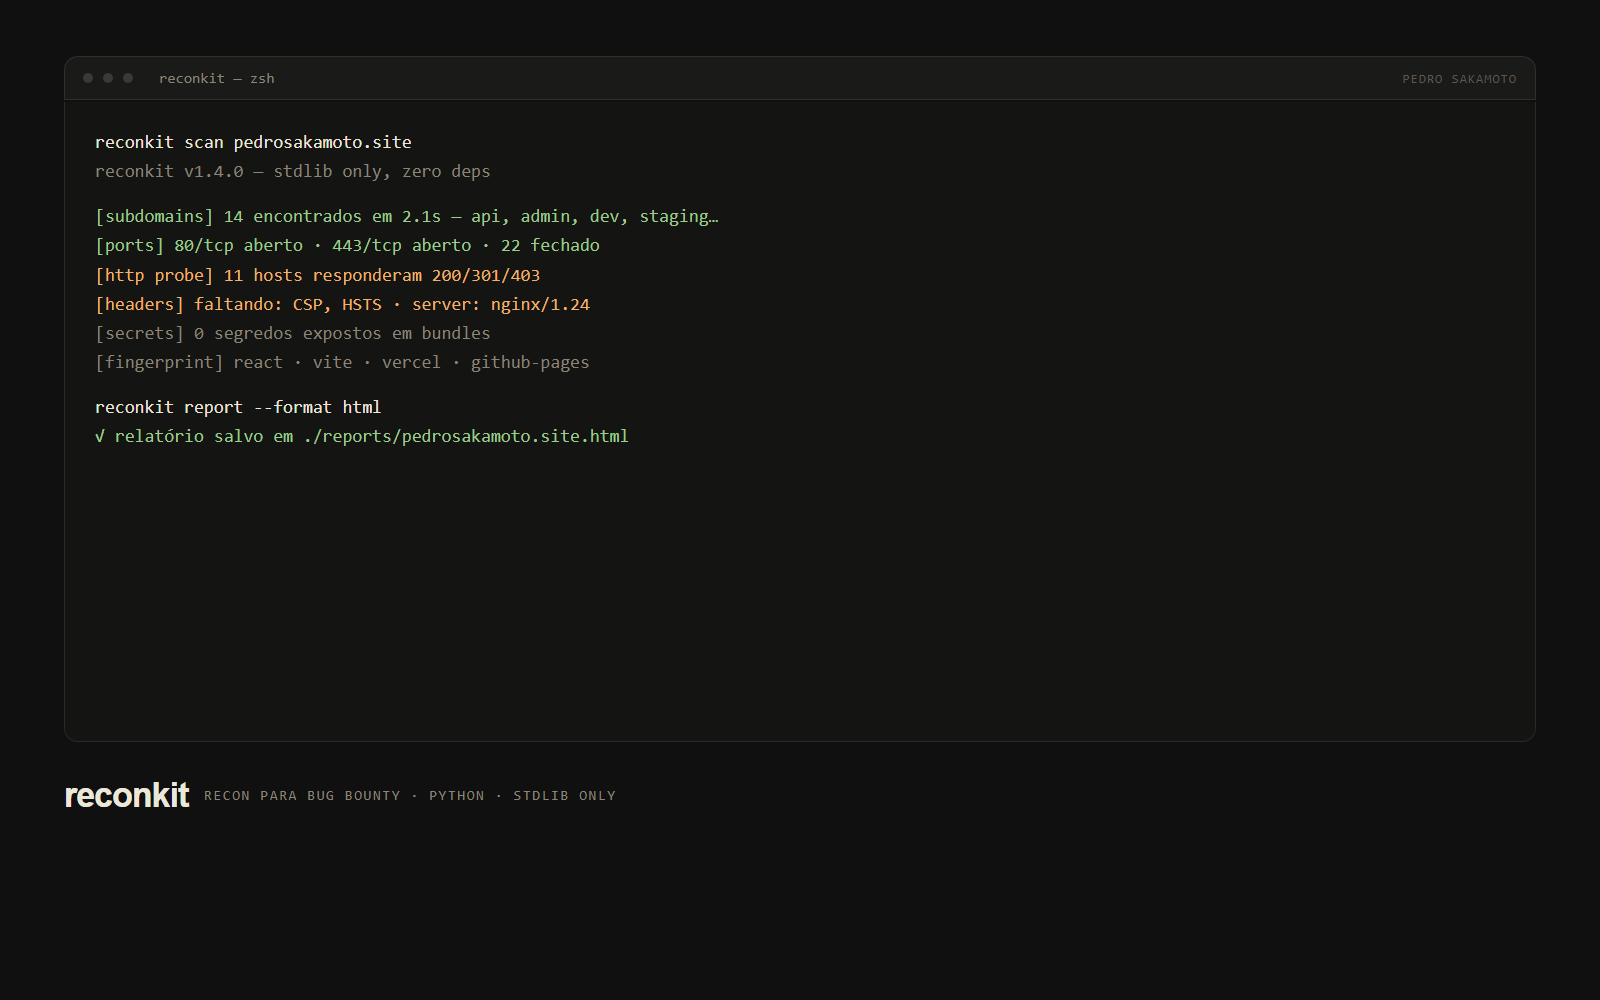 reconkit — zsh
PEDRO SAKAMOTO
reconkit scan pedrosakamoto.site
reconkit v1.4.0 — stdlib only, zero deps
[subdomains] 14 encontrados em 2.1s — api, admin, dev, staging…
[ports] 80/tcp aberto · 443/tcp aberto · 22 fechado
[http probe] 11 hosts responderam 200/301/403
[headers] faltando: CSP, HSTS · server: nginx/1.24
[secrets] 0 segredos expostos em bundles
[fingerprint] react · vite · vercel · github-pages
reconkit report --format html
√ relatório salvo em ./reports/pedrosakamoto.site.html
reconkit RECON PARA BUG BOUNTY · PYTHON · STDLIB ONLY